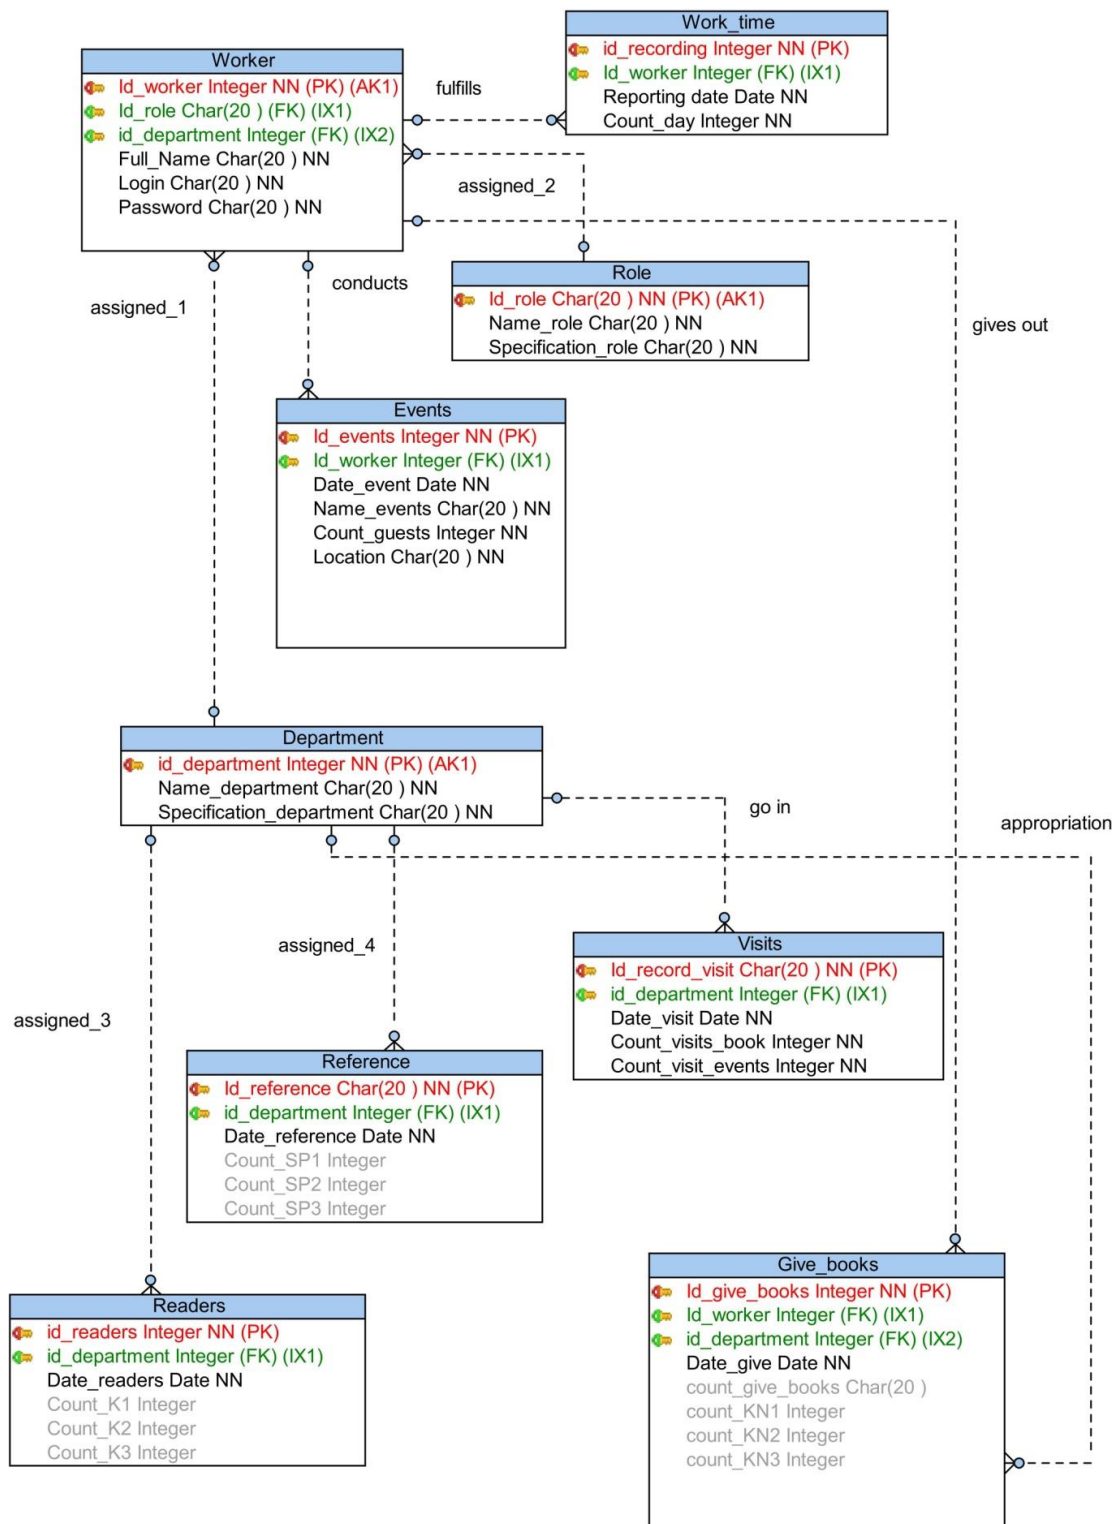 Work_time
id_recording Integer NN (PK)
Id_worker Integer (FK) (IX1)
Reporting date Date NN
Count_day Integer NN
Worker
Id_worker Integer NN (PK) (AK1)
Id_role Char(20 ) (FK) (IX1)
id_department Integer (FK) (IX2)
Full_Name Char(20 ) NN
Login Char(20 ) NN
Password Char(20 ) NN
fulfills
assigned_2
Role
Id_role Char(20 ) NN (PK) (AK1)
Name_role Char(20 ) NN
Specification_role Char(20 ) NN
conducts
assigned_1
gives out
Events
Id_events Integer NN (PK)
Id_worker Integer (FK) (IX1)
Date_event Date NN
Name_events Char(20 ) NN
Count_guests Integer NN
Location Char(20 ) NN
Department
id_department Integer NN (PK) (AK1)
Name_department Char(20 ) NN
Specification_department Char(20 ) NN
go in
appropriation
assigned_4
assigned_3
Visits
Id_record_visit Char(20 ) NN (PK)
id_department Integer (FK) (IX1)
Date_visit Date NN
Count_visits_book Integer NN
Count_visit_events Integer NN
Reference
Id_reference Char(20 ) NN (PK)
id_department Integer (FK) (IX1)
Date_reference Date NN
Count_SP1 Integer
Count_SP2 Integer
Count_SP3 Integer
Readers
id_readers Integer NN (PK)
id_department Integer (FK) (IX1)
Date_readers Date NN
Count_K1 Integer
Count_K2 Integer
Count_K3 Integer
Give_books
Id_give_books Integer NN (PK)
Id_worker Integer (FK) (IX1)
id_department Integer (FK) (IX2)
Date_give Date NN
count_give_books Char(20 )
count_KN1 Integer
count_KN2 Integer
count_KN3 Integer